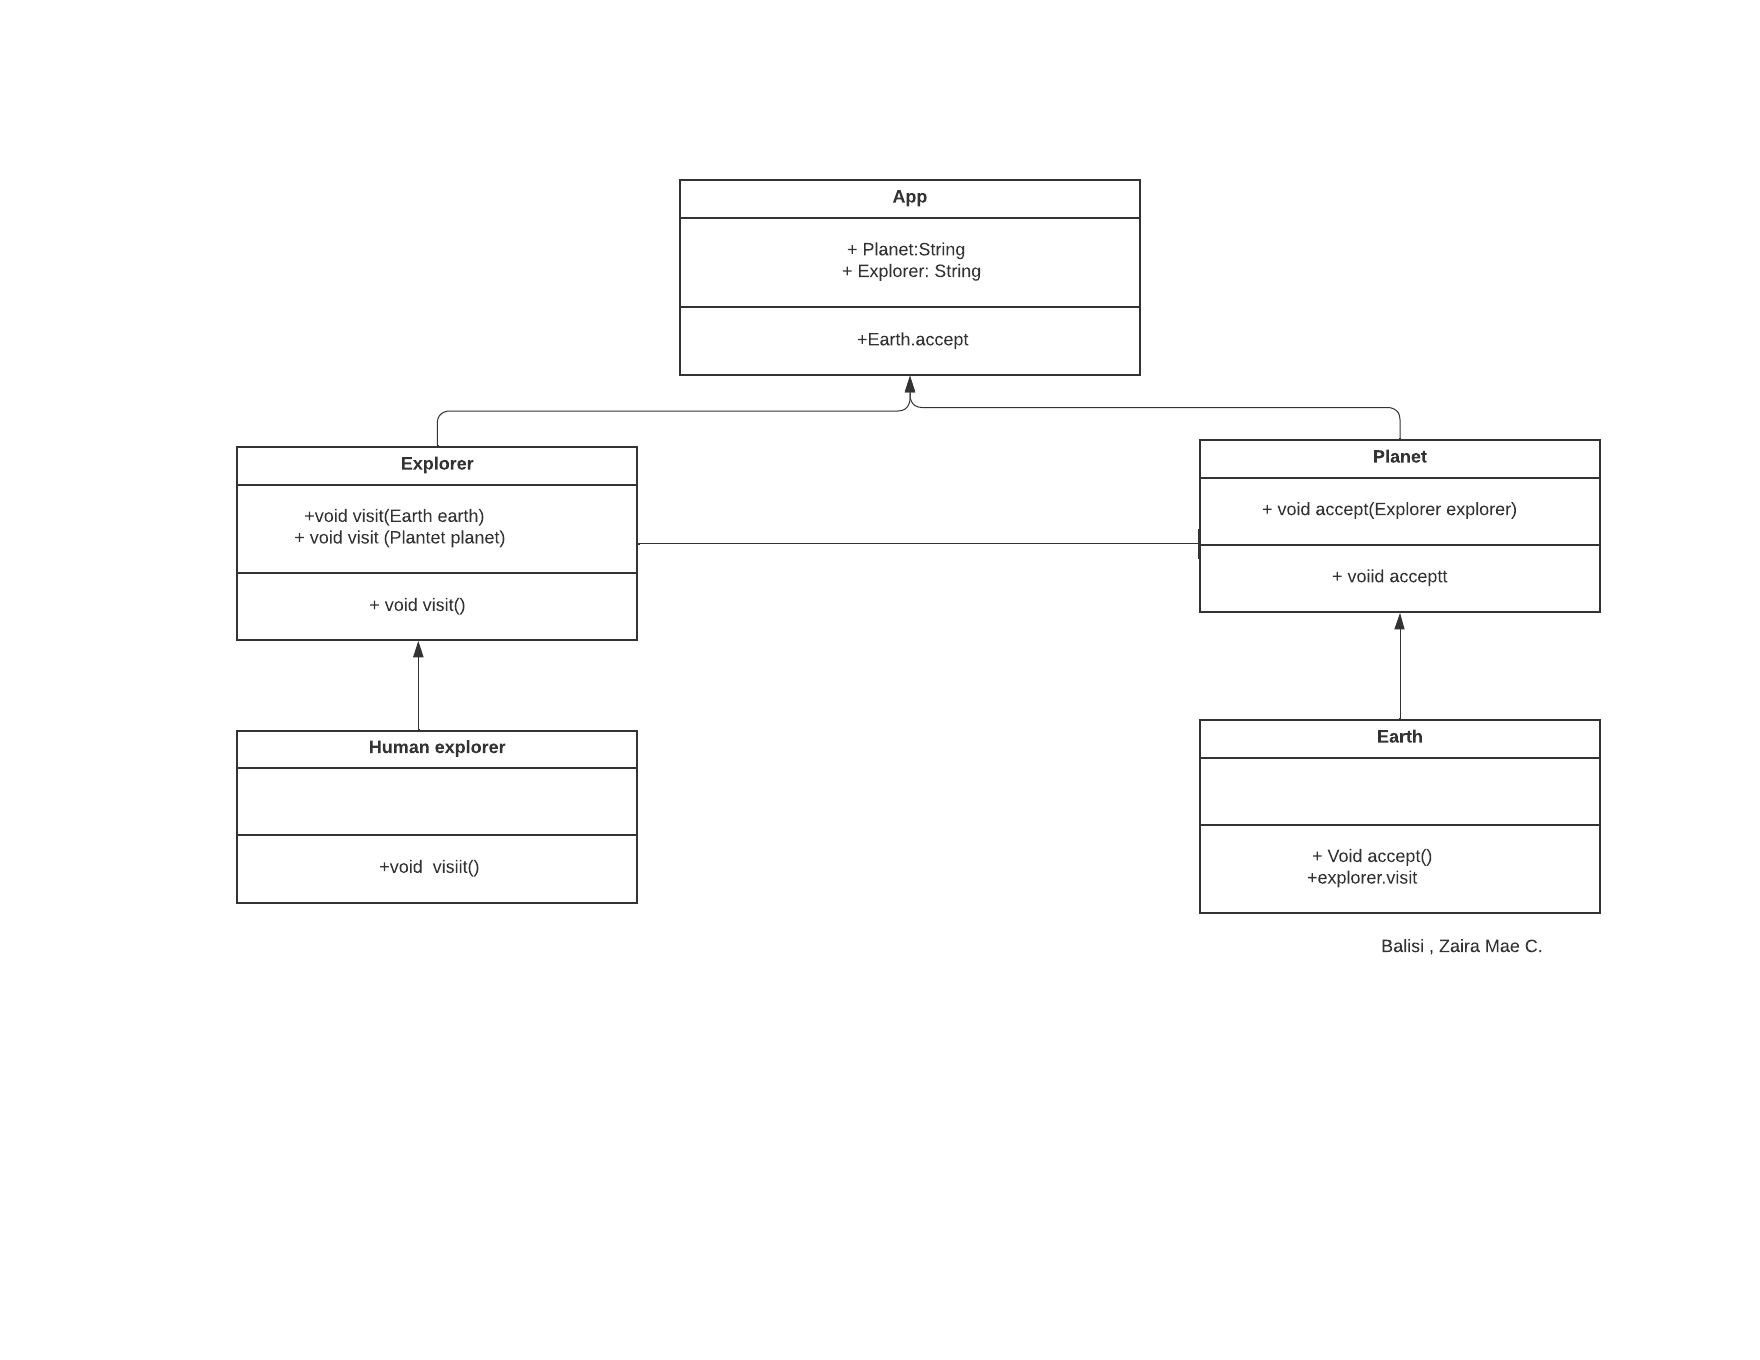 App
+ Planet:String
+ Explorer: String
+Earth.accept
Explorer
+void visit(Earth earth)
+ void visit (Plantet planet)
+ void visit()
Planet
+ void accept(Explorer explorer)
+ voiid acceptt
Human explorer
+void  visiit()
Earth
+ Void accept()
+explorer.visit
Balisi , Zaira Mae C.